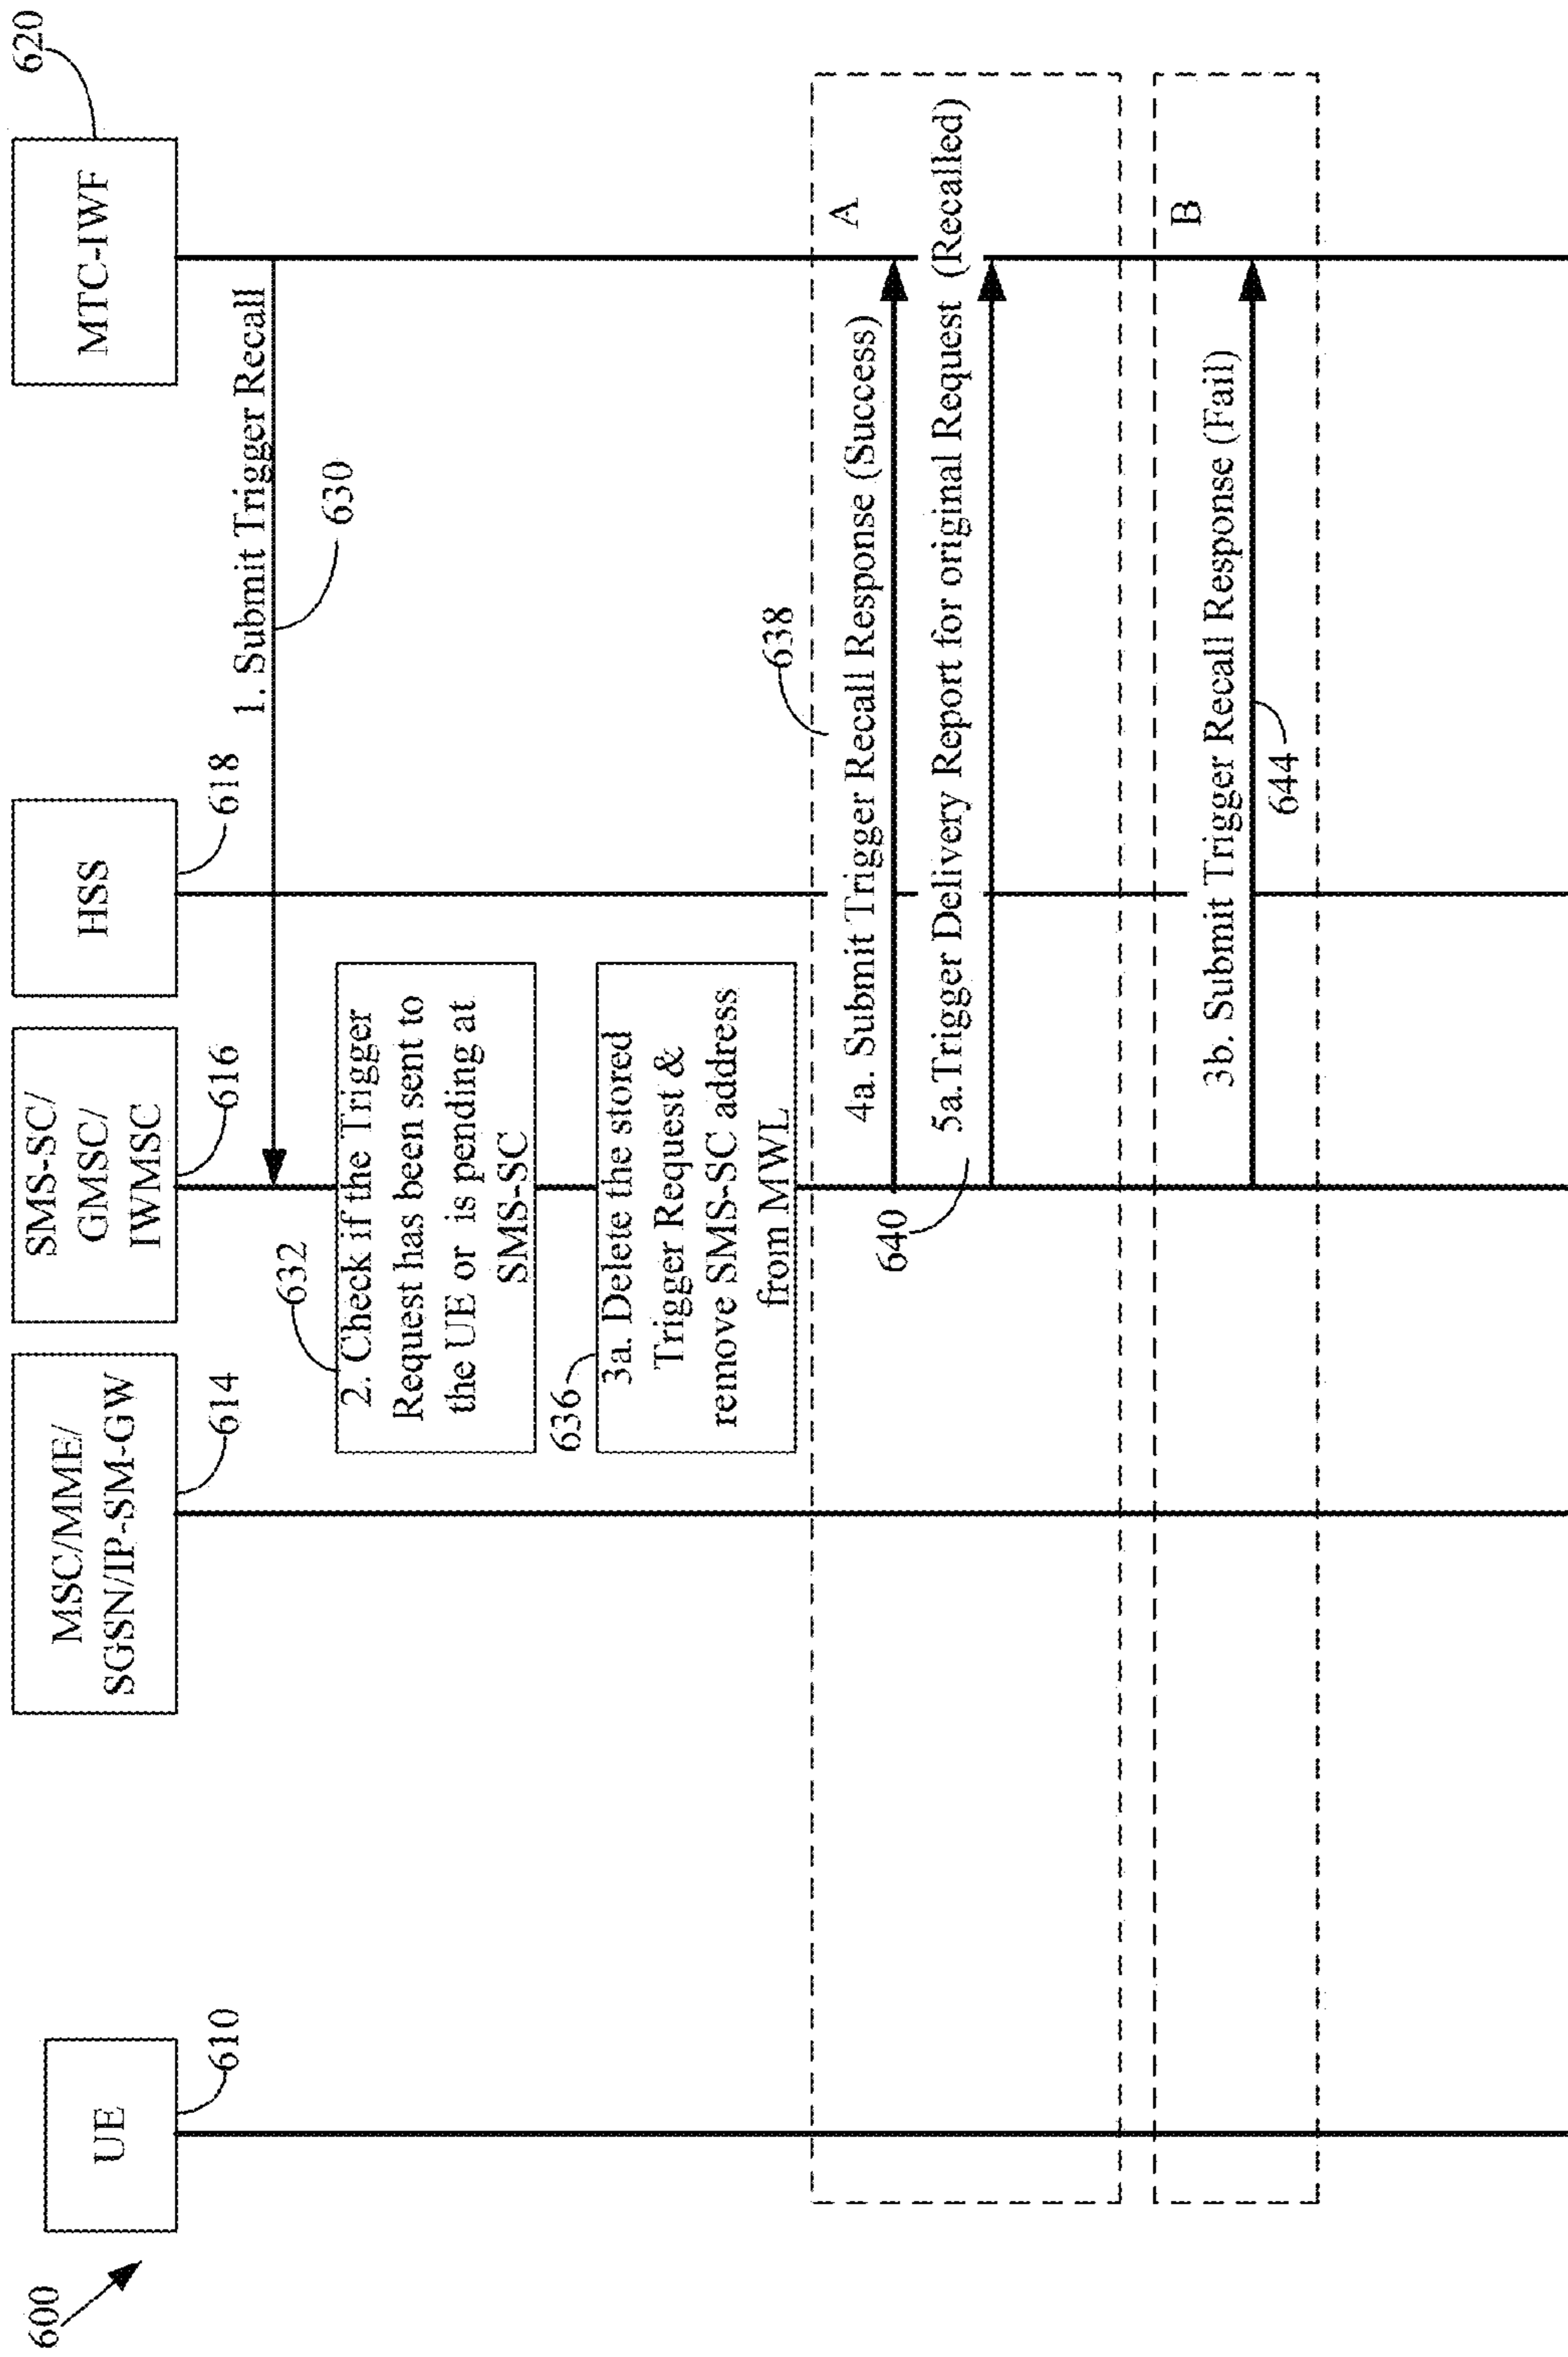 600
UE
610
MSC/MME/
SGSN/IP-SM-GW
614
SMS-SC/
GMSC/
IWMSC
616
HSS
618
MTC-IWF
620
1. Submit Trigger Recall
630
632
2. Check if the Trigger
Request has been sent to
the UE or is pending at
SMS-SC
636
3a. Delete the stored
Trigger Request &
remove SMS-SC address
from MWL
638
A
4a. Submit Trigger Recall Response (Success)
640
5a.Trigger Delivery Report for original Request (Recalled)
B
3b. Submit Trigger Recall Response (Fail)
644